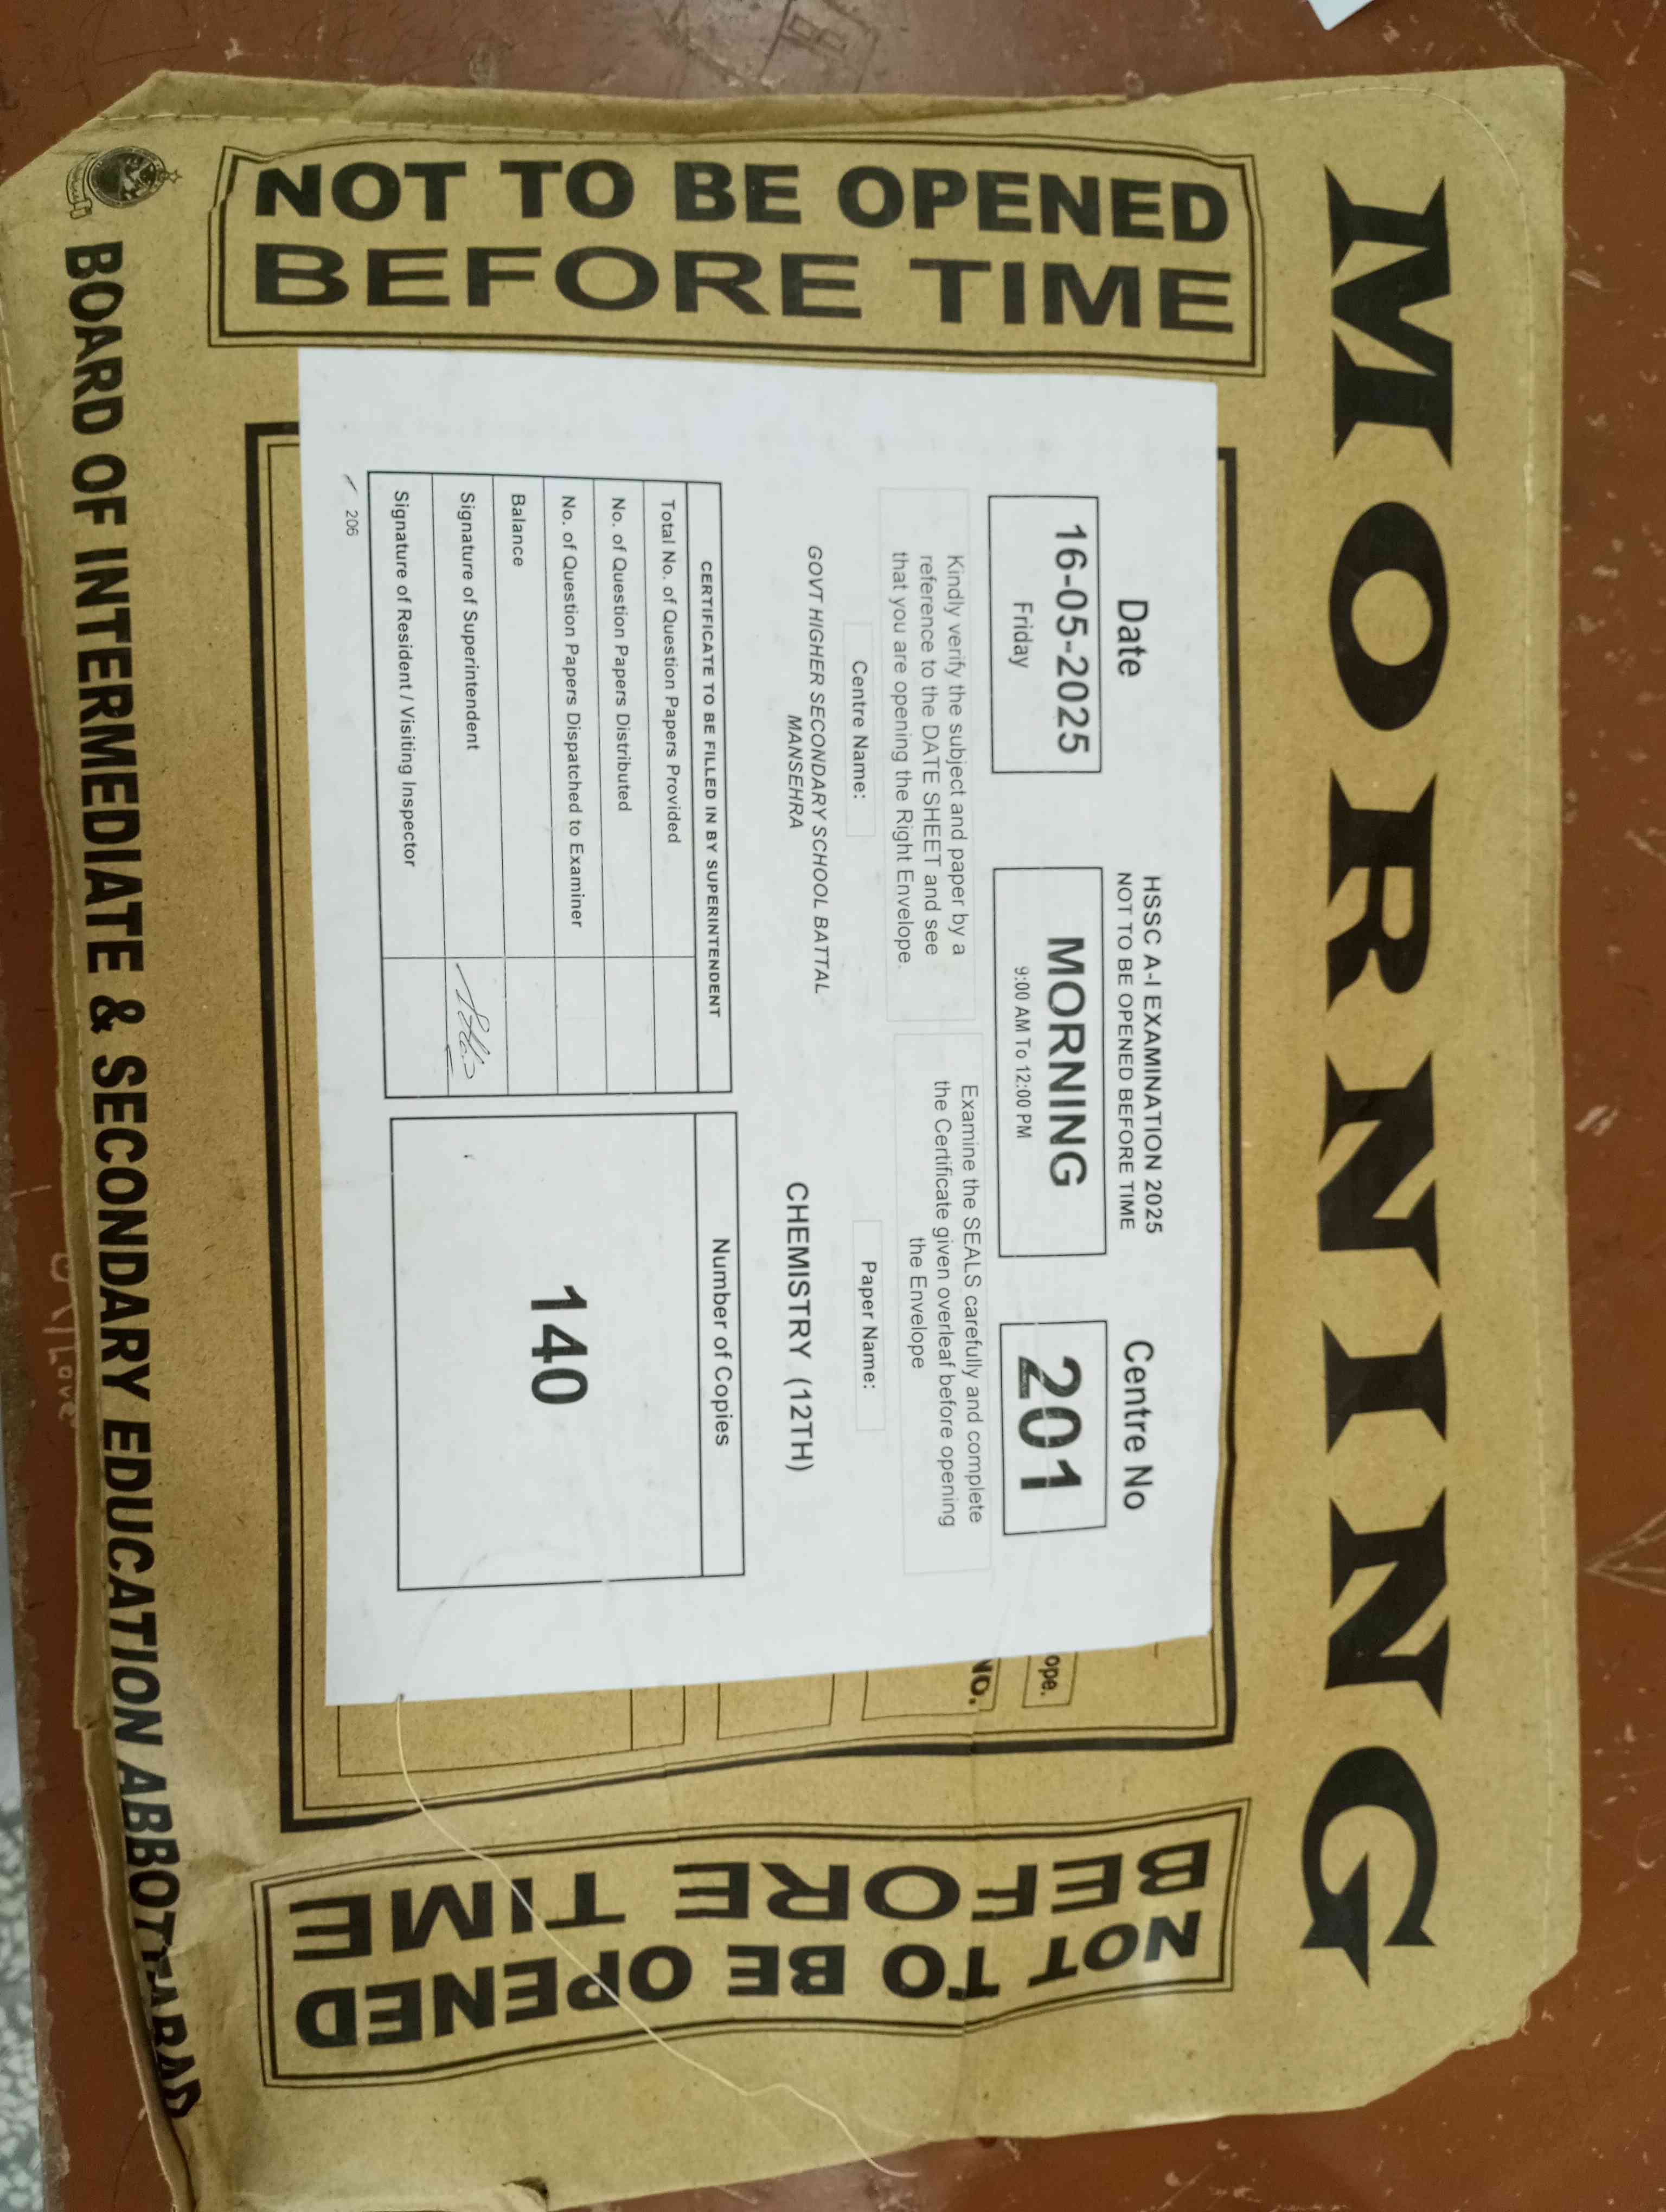 MORNING
NOT TO BE OPENED
BEFORE TIME
HSSC A-I EXAMINATION 2025
NOT TO BE OPENED BEFORE TIME
Date
16-05-2025
Friday
MORNING
9:00 AM To 12:00 PM
Centre No
201
Kindly verify the subject and paper by a
reference to the DATE SHEET and see
that you are opening the Right Envelope.
Examine the SEALS carefully and complete
the Certificate given overleaf before opening
the Envelope
Centre Name:
GOVT HIGHER SECONDARY SCHOOL BATTAL
MANSEHRA
Paper Name:
CHEMISTRY (12TH)
CERTIFICATE TO BE FILLED IN BY SUPERINTENDENT
Total No. of Question Papers Provided
No. of Question Papers Distributed
No. of Question Papers Dispatched to Examiner
Balance
Signature of Superintendent
Signature of Resident / Visiting Inspector
Number of Copies
140
206
ope.
NO.
NOT TO BE OPENED
BEFORE TIME
BOARD OF INTERMEDIATE & SECONDARY EDUCATION ABBOTTABAD
Love